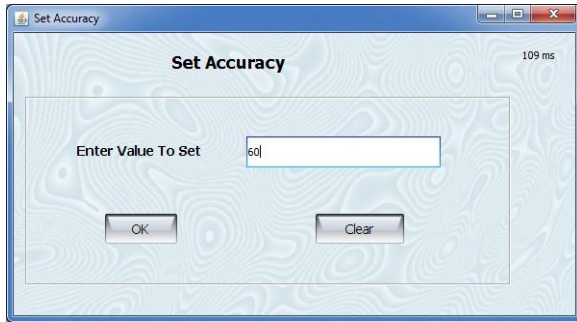 Set Accuracy
Set Accuracy
109 ms
Enter Value To Set
60
OK
Clear